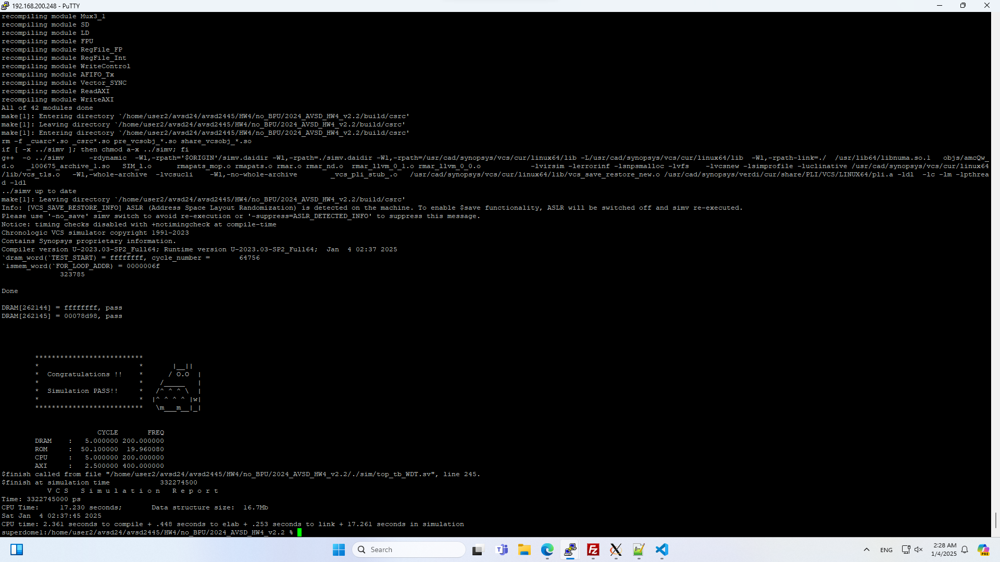 192.168.200.248 - PuTTY
recompiling module Mux3_1
recompiling module SD
recompiling module LD
recompiling module FPU
recompiling module RegFile_FP
recompiling module RegFile_Int
recompiling module WriteControl
recompiling module AFIFO_Tx
recompiling module Vector_SYNC
recompiling module ReadAXI
recompiling module WriteAXI
All of 42 modules done
make[1]: Entering directory `/home/user2/avsd24/avsd2445/HW4/no_BPU/2024_AVSD_HW4_v2.2/build/csrc'
make[1]: Leaving directory `/home/user2/avsd24/avsd2445/HW4/no_BPU/2024_AVSD_HW4_v2.2/build/csrc'
make[1]: Entering directory `/home/user2/avsd24/avsd2445/HW4/no_BPU/2024_AVSD_HW4_v2.2/build/csrc'
rm -f _cuarc*.so _csrc*.so pre_vcsobj_*.so share_vcsobj_*.so
if [ -x ../simv ]; then chmod a-x ../simv; fi
g++  -o ../simv      -rdynamic  -Wl,-rpath='$ORIGIN'/simv.daidir -Wl,-rpath=./simv.daidir -Wl,-rpath=/usr/cad/synopsys/vcs/cur/linux64/lib -L/usr/cad/synopsys/vcs/cur/linux64/lib  -Wl,-rpath-link=./  /usr/lib64/libnuma.so.1   objs/amcQw_
d.o   _100675_archive_1.so   SIM_l.o      rmapats_mop.o rmapats.o rmar.o rmar_nd.o  rmar_llvm_0_1.o rmar_llvm_0_0.o            -lvirsim -lerrorinf -lsnpsmalloc -lvfs    -lvcsnew -lsimprofile -luclinative /usr/cad/synopsys/vcs/cur/linux64
/lib/vcs_tls.o   -Wl,-whole-archive  -lvcsucli    -Wl,-no-whole-archive        _vcs_pli_stub_.o   /usr/cad/synopsys/vcs/cur/linux64/lib/vcs_save_restore_new.o /usr/cad/synopsys/verdi/cur/share/PLI/VCS/LINUX64/pli.a -ldl  -lc -lm -lpthrea
d -ldl
../simv up to date
make[1]: Leaving directory `/home/user2/avsd24/avsd2445/HW4/no_BPU/2024_AVSD_HW4_v2.2/build/csrc'
Info: [VCS_SAVE_RESTORE_INFO] ASLR (Address Space Layout Randomization) is detected on the machine. To enable $save functionality, ASLR will be switched off and simv re-executed.
Please use '-no_save' simv switch to avoid re-execution or '-suppress=ASLR_DETECTED_INFO' to suppress this message.
Notice: timing checks disabled with +notimingcheck at compile-time
Chronologic VCS simulator copyright 1991-2023
Contains Synopsys proprietary information.
Compiler version U-2023.03-SP2_Full64; Runtime version U-2023.03-SP2_Full64;  Jan  4 02:37 2025
`dram_word(`TEST_START) = ffffffff, cycle_number =       64756
`ismem_word(`FOR_LOOP_ADDR) = 0000006f
              323785
Done
DRAM[262144] = ffffffff, pass
DRAM[262145] = 00078d98, pass
        **************************
        *                        *       |__||
        *  Congratulations !!    *      / O.O  |
        *                        *    /_____   |
        *  Simulation PASS!!     *   /^ ^ ^ \  |
        *                        *  |^ ^ ^ ^ |w|
        **************************   \m___m__|_|
                       CYCLE       FREQ
        DRAM    :   5.000000 200.000000
        ROM     :  50.100000  19.960080
        CPU     :   5.000000 200.000000
        AXI     :   2.500000 400.000000
$finish called from file "/home/user2/avsd24/avsd2445/HW4/no_BPU/2024_AVSD_HW4_v2.2/./sim/top_tb_WDT.sv", line 245.
$finish at simulation time            332274500
           V C S   S i m u l a t i o n   R e p o r t
Time: 3322745000 ps
CPU Time:     17.230 seconds;       Data structure size:  16.7Mb
Sat Jan  4 02:37:45 2025
CPU time: 2.361 seconds to compile + .448 seconds to elab + .253 seconds to link + 17.261 seconds in simulation
superdome1:/home/user2/avsd24/avsd2445/HW4/no_BPU/2024_AVSD_HW4_v2.2 %
Search
ENG
2:28 AM
1/4/2025
PRE